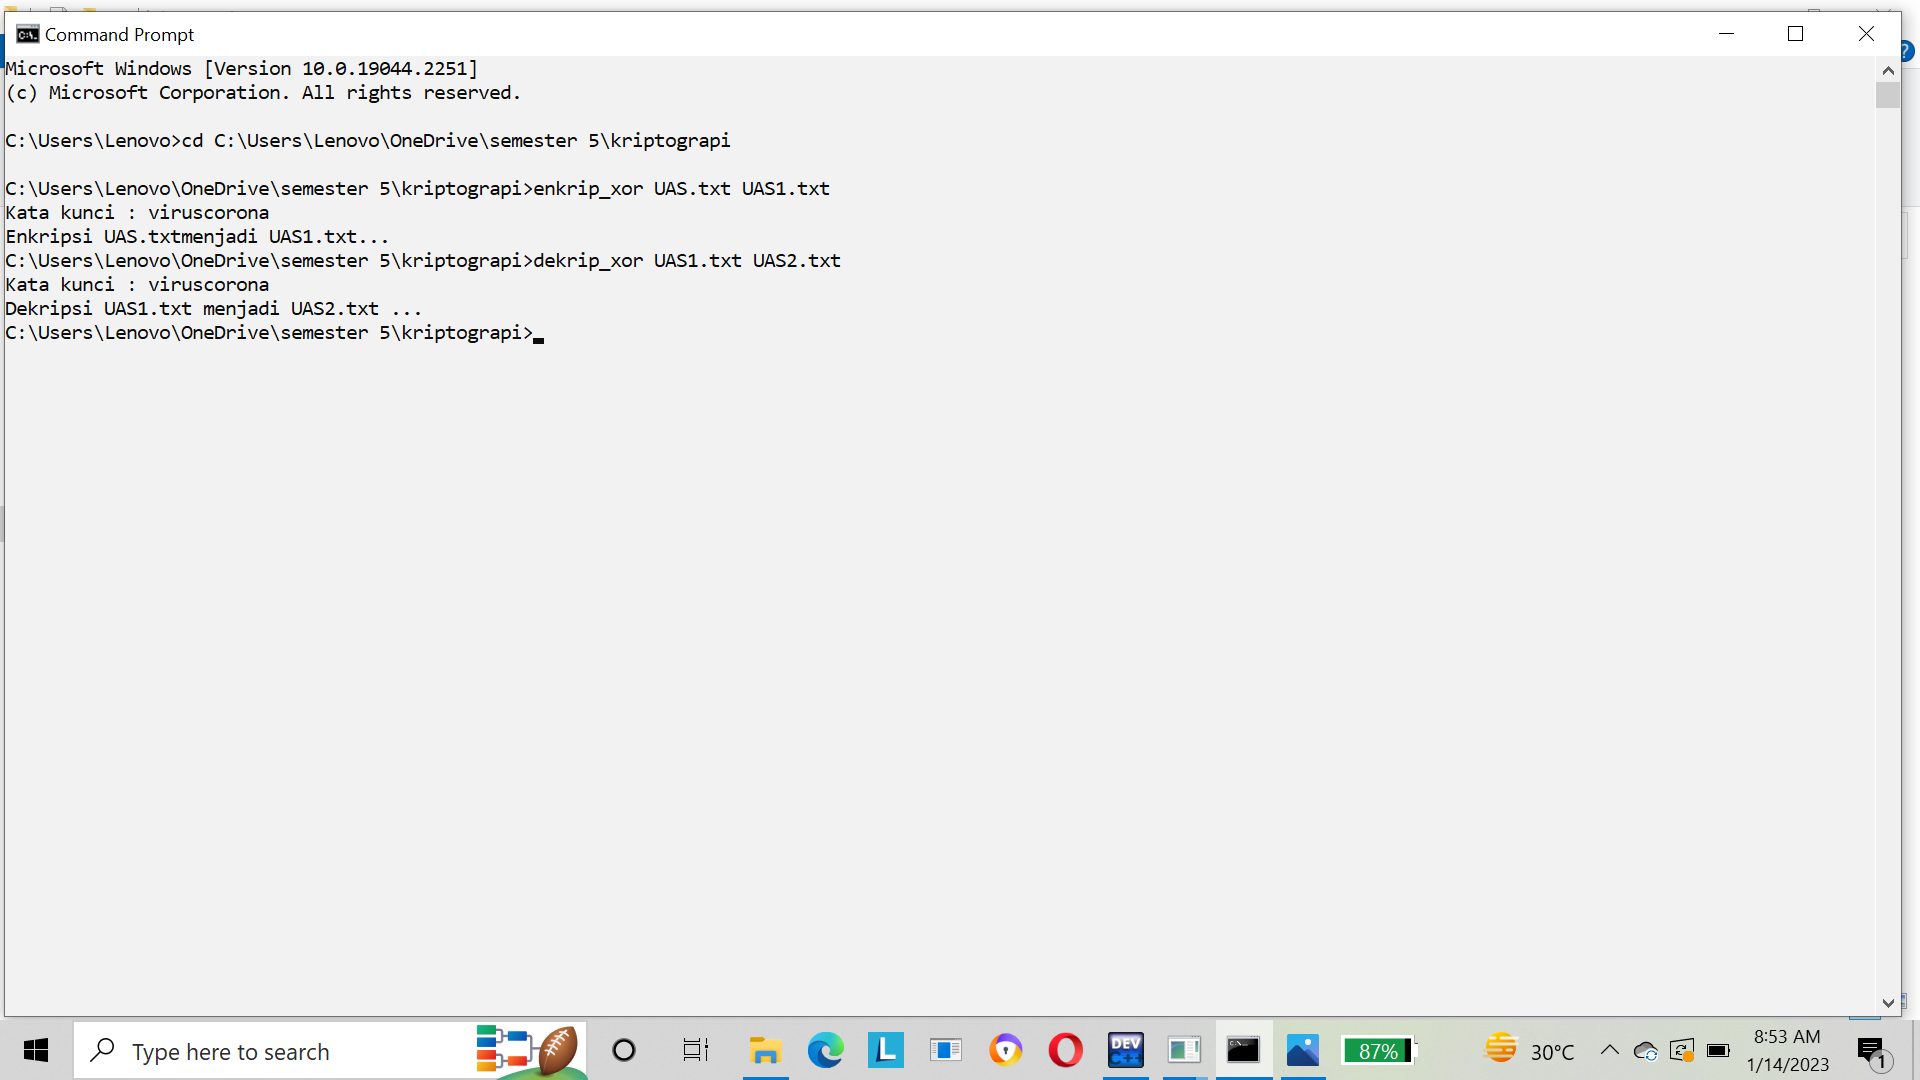 Command Prompt
Microsoft Windows [Version 10.0.19044.2251]
(c) Microsoft Corporation. All rights reserved.
C:\Users\Lenovo>cd C:\Users\Lenovo\OneDrive\semester 5\kriptograpi
C:\Users\Lenovo\OneDrive\semester 5\kriptograpi>enkrip_xor UAS.txt UAS1.txt
Kata kunci : viruscorona
Enkripsi UAS.txtmenjadi UAS1.txt...
C:\Users\Lenovo\OneDrive\semester 5\kriptograpi>dekrip_xor UAS1.txt UAS2.txt
Kata kunci : viruscorona
Dekripsi UAS1.txt menjadi UAS2.txt ...
C:\Users\Lenovo\OneDrive\semester 5\kriptograpi>
Type here to search
L
DEV
C++
87%
30°C
8:53 AM
1/14/2023
1